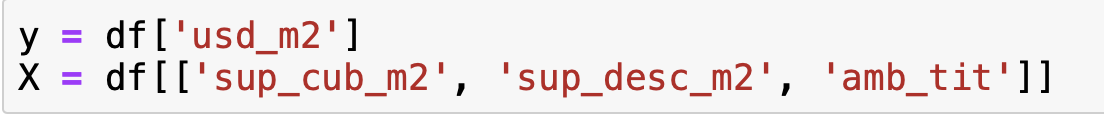 y = df['usd_m2']
X = df[['sup_cub_m2', 'sup_desc_m2', 'amb_tit']]